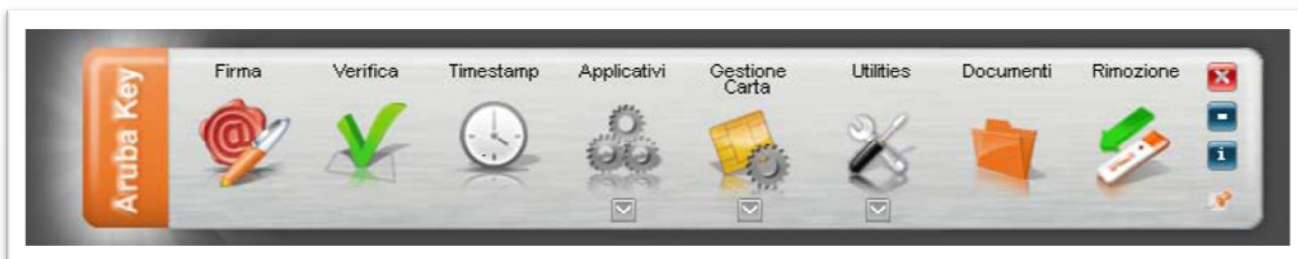 Aruba Key
Firma
Verifica
Timestamp
Applicativi
Gestione
Carta
Utilities
Documenti
Rimozione